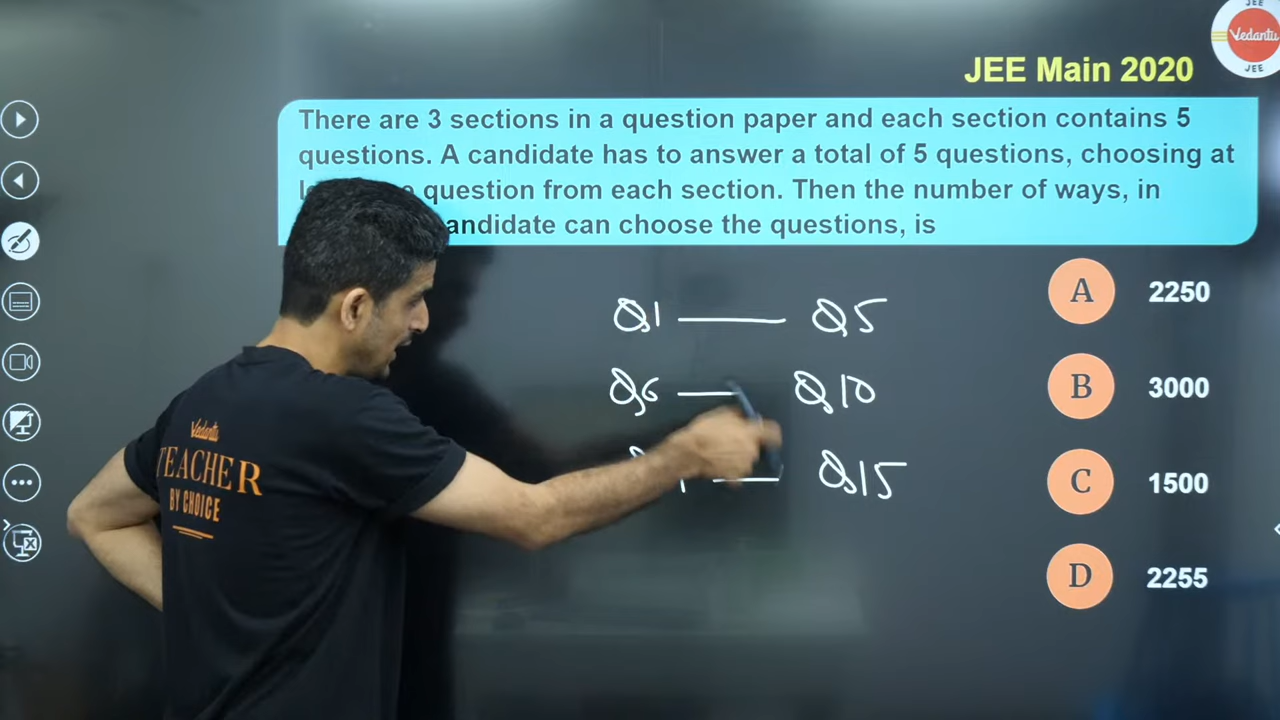 JEE
Vedantu
JEE
JEE Main 2020
There are 3 sections in a question paper and each section contains 5
questions. A candidate has to answer a total of 5 questions, choosing at
question from each section. Then the number of ways, in
andidate can choose the questions, is
Q1 Q5
Q6 Q10
Q15
A 2250
B 3000
C 1500
D 2255
Vedantu
TEACHER
BY CHOICE